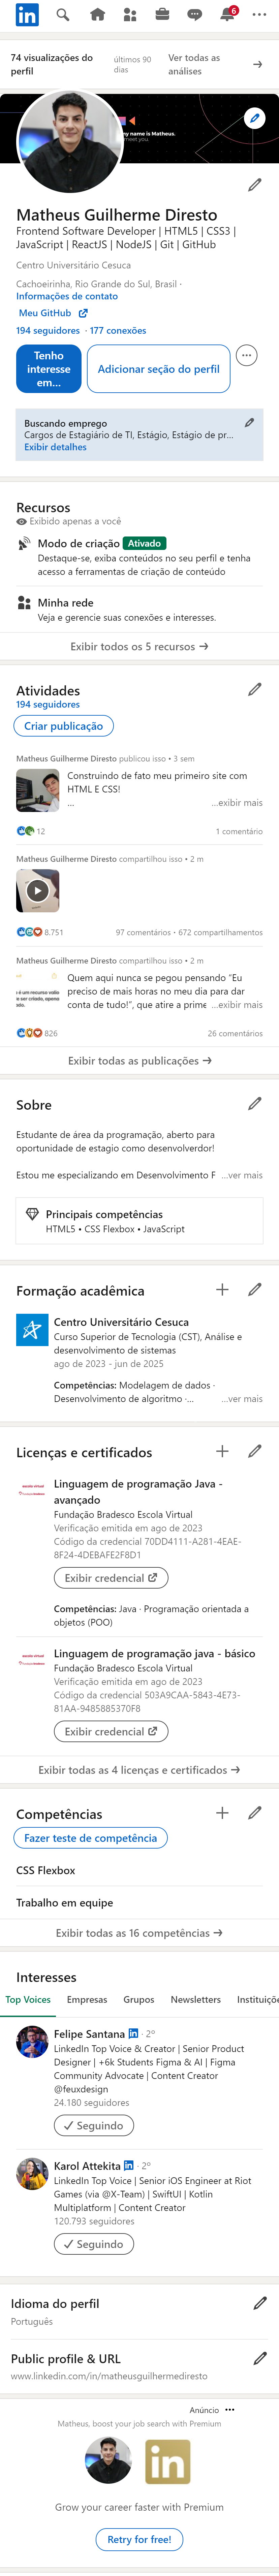 6
74 visualizações do perfil
últimos 90 dias
Ver todas as análises
name is Matheus.
meet you.
Matheus Guilherme Diresto
Frontend Software Developer | HTML5 | CSS3 |
JavaScript | ReactJS | NodeJS | Git | GitHub
Centro Universitário Cesuca
Cachoeirinha, Rio Grande do Sul, Brasil ·
Informações de contato
Meu GitHub
194 seguidores · 177 conexões
Tenho interesse em...
Adicionar seção do perfil
Buscando emprego
Cargos de Estagiário de TI, Estágio, Estágio de pr...
Exibir detalhes
Recursos
Exibido apenas a você
Modo de criação Ativado
Destaque-se, exiba conteúdos no seu perfil e tenha
acesso a ferramentas de criação de conteúdo
Minha rede
Veja e gerencie suas conexões e interesses.
Exibir todos os 5 recursos →
Atividades
194 seguidores
Criar publicação
Matheus Guilherme Diresto publicou isso • 3 sem
Construindo de fato meu primeiro site com
HTML E CSS!
... ...exibir mais
12 1 comentário
Matheus Guilherme Diresto compartilhou isso • 2 m
8.751 97 comentários • 672 compartilhamentos
Matheus Guilherme Diresto compartilhou isso • 2 m
Quem aqui nunca se pegou pensando “Eu
preciso de mais horas no meu dia para dar
conta de tudo!”, que atire a prime ...exibir mais
826 26 comentários
Exibir todas as publicações →
Sobre
Estudante de área da programação, aberto para
oportunidade de estagio como desenvolverdor!
Estou me especializando em Desenvolvimento F ...ver mais
Principais competências
HTML5 • CSS Flexbox • JavaScript
Formação acadêmica
Centro Universitário Cesuca
Curso Superior de Tecnologia (CST), Análise e
desenvolvimento de sistemas
ago de 2023 - jun de 2025
Competências: Modelagem de dados ·
Desenvolvimento de algoritmo ·... ...ver mais
Licenças e certificados
Linguagem de programação Java -
avançado
Fundação Bradesco Escola Virtual
Verificação emitida em ago de 2023
Código da credencial 70DD4111-A281-4EAE-
8F24-4DEBAFE2F8D1
Exibir credencial
Competências: Java · Programação orientada a
objetos (POO)
Linguagem de programação java - básico
Fundação Bradesco Escola Virtual
Verificação emitida em ago de 2023
Código da credencial 503A9CAA-5843-4E73-
81AA-9485885370F8
Exibir credencial
Exibir todas as 4 licenças e certificados →
Competências
Fazer teste de competência
CSS Flexbox
Trabalho em equipe
Exibir todas as 16 competências →
Interesses
Top Voices Empresas Grupos Newsletters Instituiçõe
Felipe Santana in · 2º
LinkedIn Top Voice & Creator | Senior Product
Designer | +6k Students Figma & AI | Figma
Community Advocate | Content Creator
@feuxdesign
24.180 seguidores
Seguindo
Karol Attekita in · 2º
LinkedIn Top Voice | Senior iOS Engineer at Riot
Games (via @X-Team) | SwiftUI | Kotlin
Multiplatform | Content Creator
120.793 seguidores
Seguindo
Idioma do perfil
Português
Public profile & URL
www.linkedin.com/in/matheusguilhermediresto
Anúncio
Matheus, boost your job search with Premium
in
Grow your career faster with Premium
Retry for free!